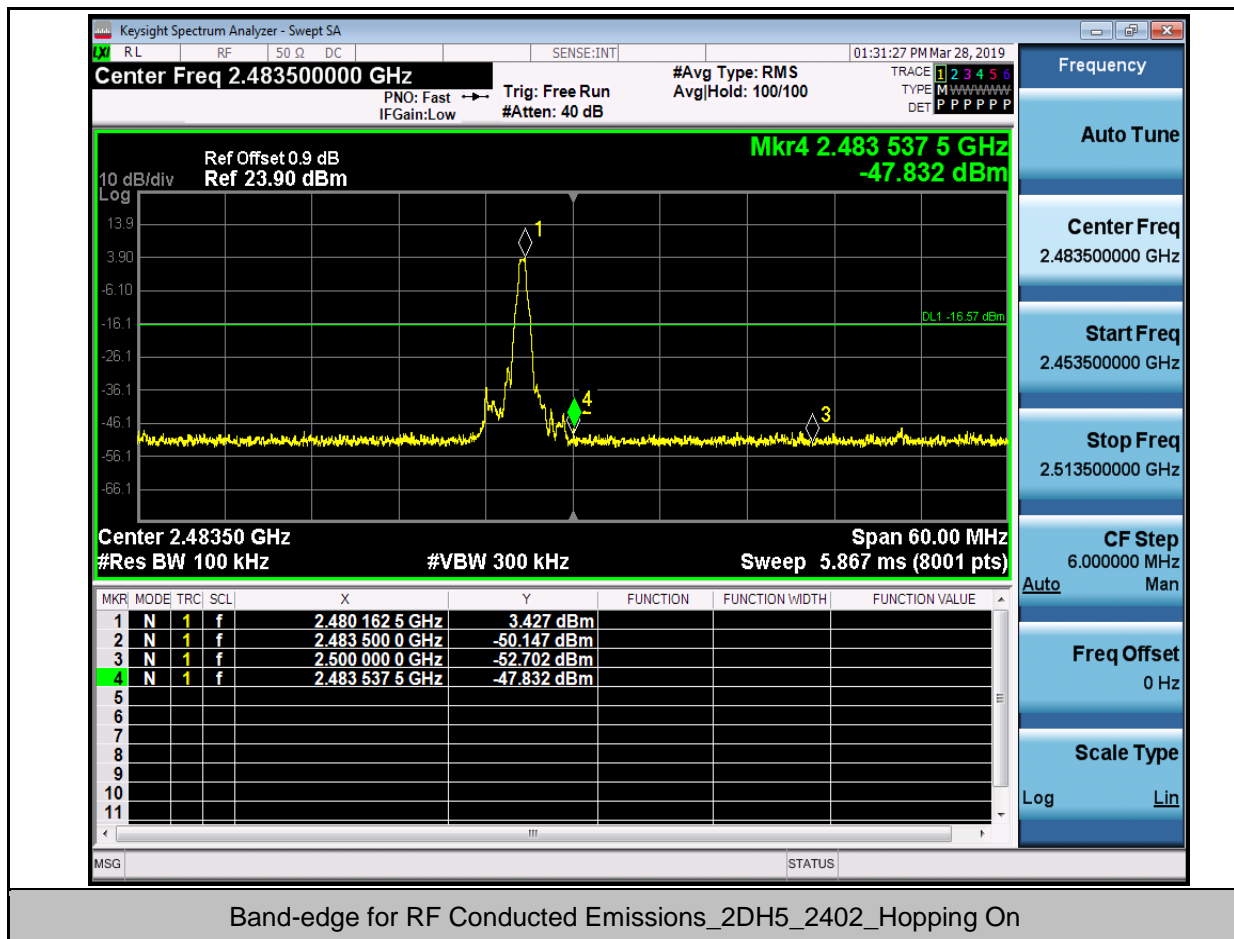 Keysight Spectrum Analyzer - Swept SA
LXI RL RF 50 Ω DC SENSE:INT 01:31:27 PM Mar 28, 2019
Center Freq 2.483500000 GHz
PNO: Fast
IFGain:Low
Trig: Free Run
#Atten: 40 dB
#Avg Type: RMS
Avg|Hold: 100/100
TRACE 1 2 3 4 5 6
TYPE M WWWWW
DET P P P P P P
Ref Offset 0.9 dB
10 dB/div Ref 23.90 dBm
Log
Mkr4 2.483 537 5 GHz
-47.832 dBm
13.9
3.90
-6.10
-16.1
-26.1
-36.1
-46.1
-56.1
-66.1
1
DL1 -16.57 dBm
4
3
Center 2.48350 GHz Span 60.00 MHz
#Res BW 100 kHz #VBW 300 kHz Sweep 5.867 ms (8001 pts)
MKR MODE TRC SCL X Y FUNCTION FUNCTION WIDTH FUNCTION VALUE
1 N 1 f 2.480 162 5 GHz 3.427 dBm
2 N 1 f 2.483 500 0 GHz -50.147 dBm
3 N 1 f 2.500 000 0 GHz -52.702 dBm
4 N 1 f 2.483 537 5 GHz -47.832 dBm
5
6
7
8
9
10
11
MSG STATUS
Frequency
Auto Tune
Center Freq
2.483500000 GHz
Start Freq
2.453500000 GHz
Stop Freq
2.513500000 GHz
CF Step
6.000000 MHz
Auto Man
Freq Offset
0 Hz
Scale Type
Log Lin
Band-edge for RF Conducted Emissions_2DH5_2402_Hopping On